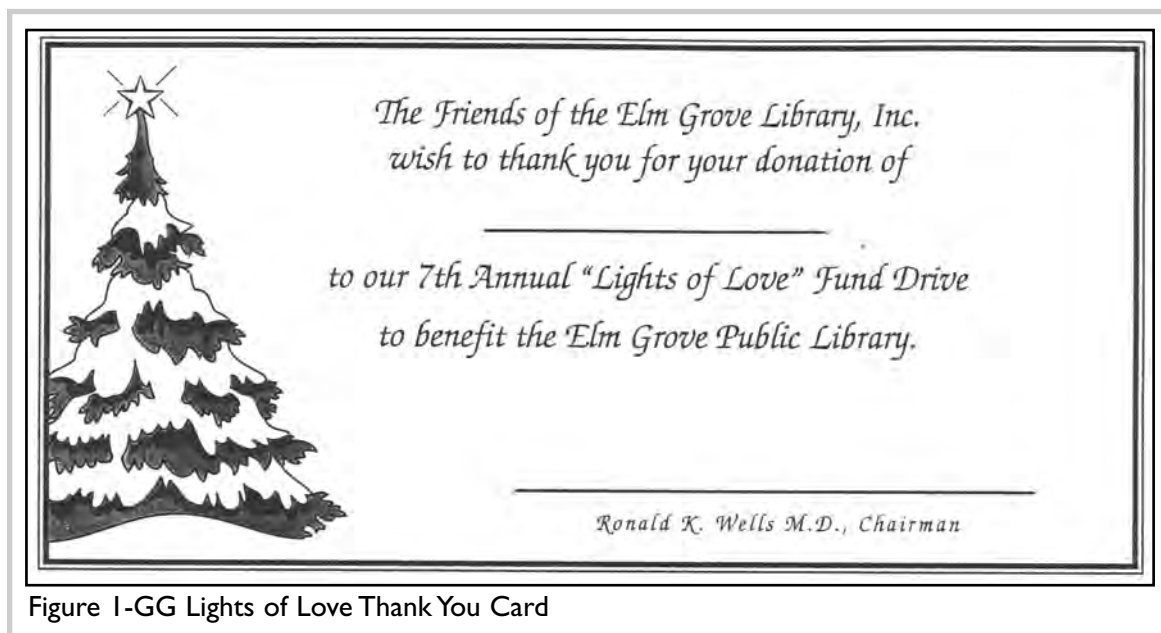 The Friends of the Elm Grove Library, Inc.
wish to thank you for your donation of
to our 7th Annual “Lights of Love” Fund Drive
to benefit the Elm Grove Public Library.
Ronald K. Wells M.D., Chairman
Figure 1-GG Lights of Love Thank You Card